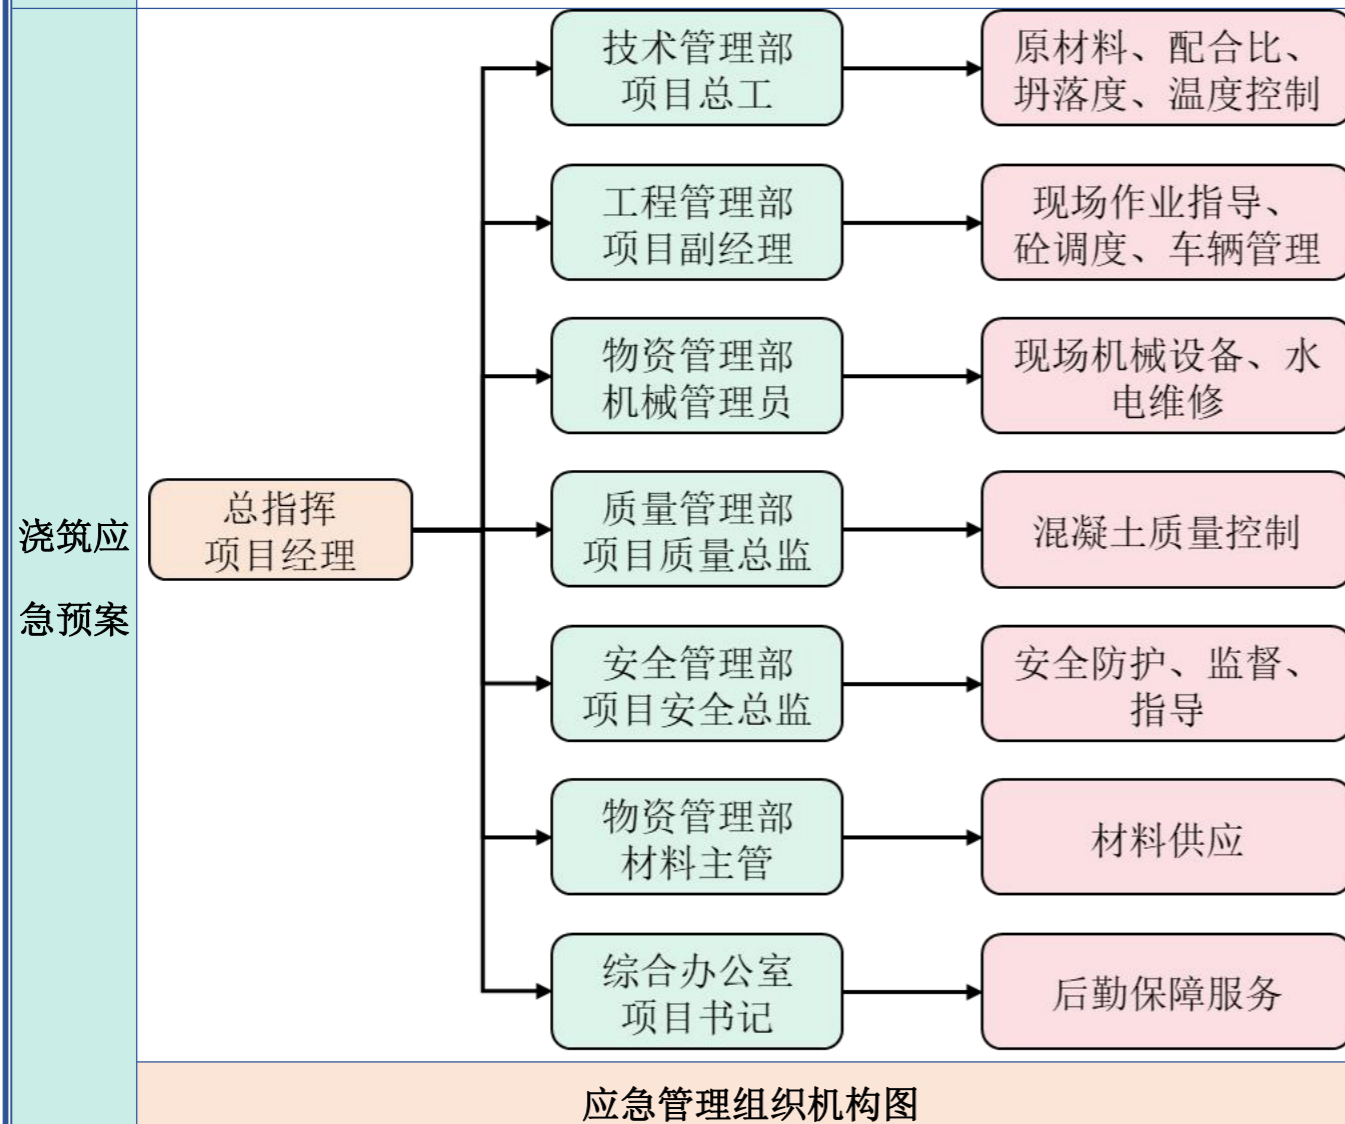 浇筑应
急预案
总指挥
项目经理
技术管理部
项目总工
原材料、配合比、
坍落度、温度控制
工程管理部
项目副经理
现场作业指导、
砼调度、车辆管理
物资管理部
机械管理员
现场机械设备、水
电维修
质量管理部
项目质量总监
混凝土质量控制
安全管理部
项目安全总监
安全防护、监督、
指导
物资管理部
材料主管
材料供应
综合办公室
项目书记
后勤保障服务
应急管理组织机构图